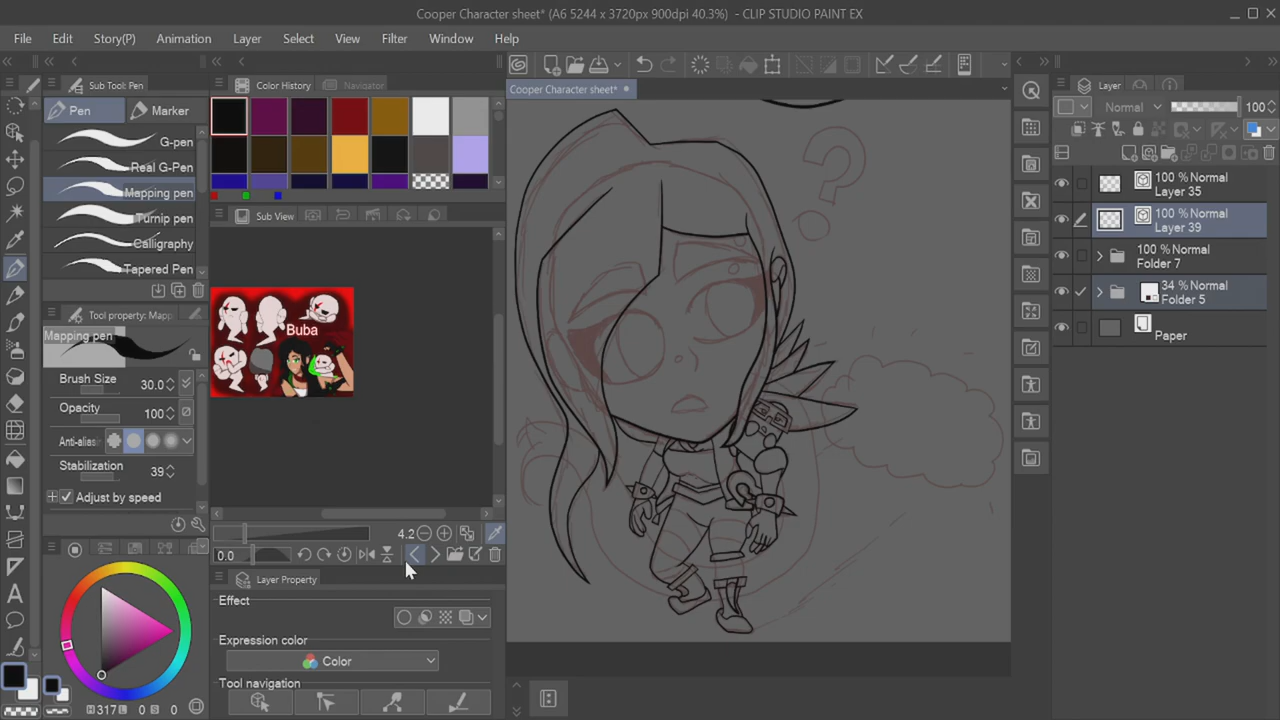 Cooper Character sheet* (A6 5244 x 3720px 900dpi 40.3%) - CLIP STUDIO PAINT EX
File Edit Story(P) Animation Layer Select Filter View Window Help
Sub Tool: Pen
Pen
Marker
G-pen
Real G-Pen
Mapping pen
Turnip pen
Calligraphy
Tapered Pen
Tool property: Mapp
Mapping pen
Brush Size 30.0
Opacity 100
Anti-alias
Stabilization 39
Adjust by speed
H 317 L 0 S 0
Color History
Navigator
Sub View
Buba
4.2
0.0
Layer Property
Effect
Expression color
Color
Tool navigation
Cooper Character sheet*
?
Layer
Normal 100
100 % Normal
Layer 35
100 % Normal
Layer 39
100 % Normal
Folder 7
34 % Normal
Folder 5
Paper